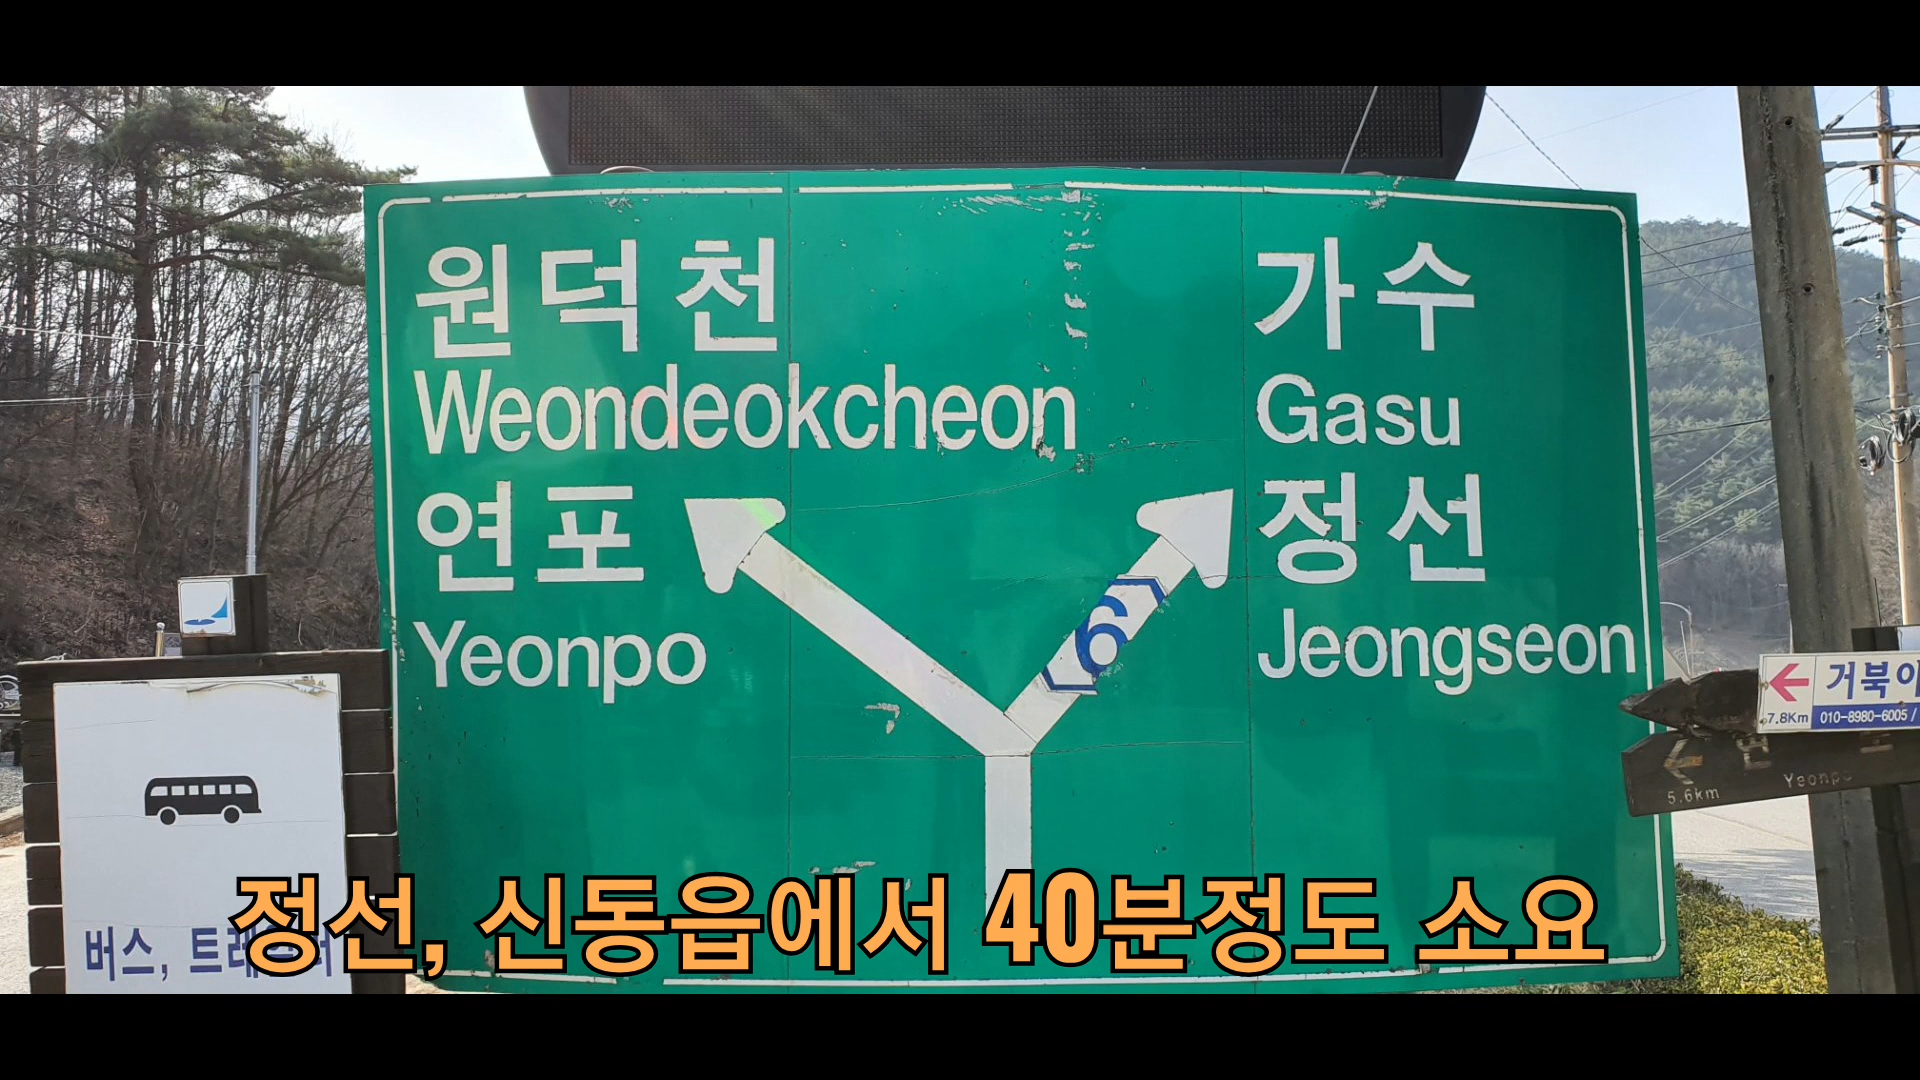 원덕천
Weondeokcheon
연포
Yeonpo
가수
Gasu
정선
Jeongseon
6
거북이
7.8Km
010-8980-6005 /
5.6km
Yeonpo
버스,
정선, 신동읍에서 40분정도 소요